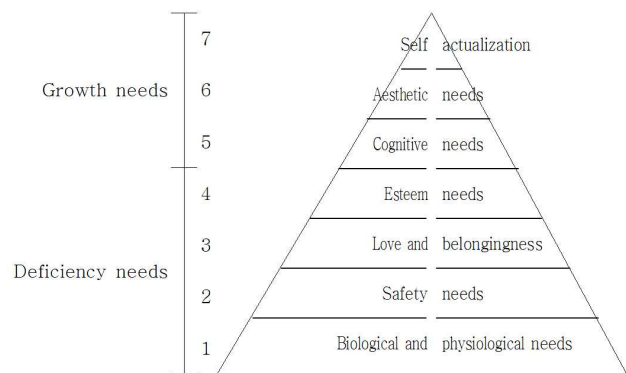 7
Self actualization
Growth needs
6
Aesthetic needs
5
Cognitive needs
4
Esteem needs
3
Love and belongingness
Deficiency needs
2
Safety needs
1
Biological and physiological needs